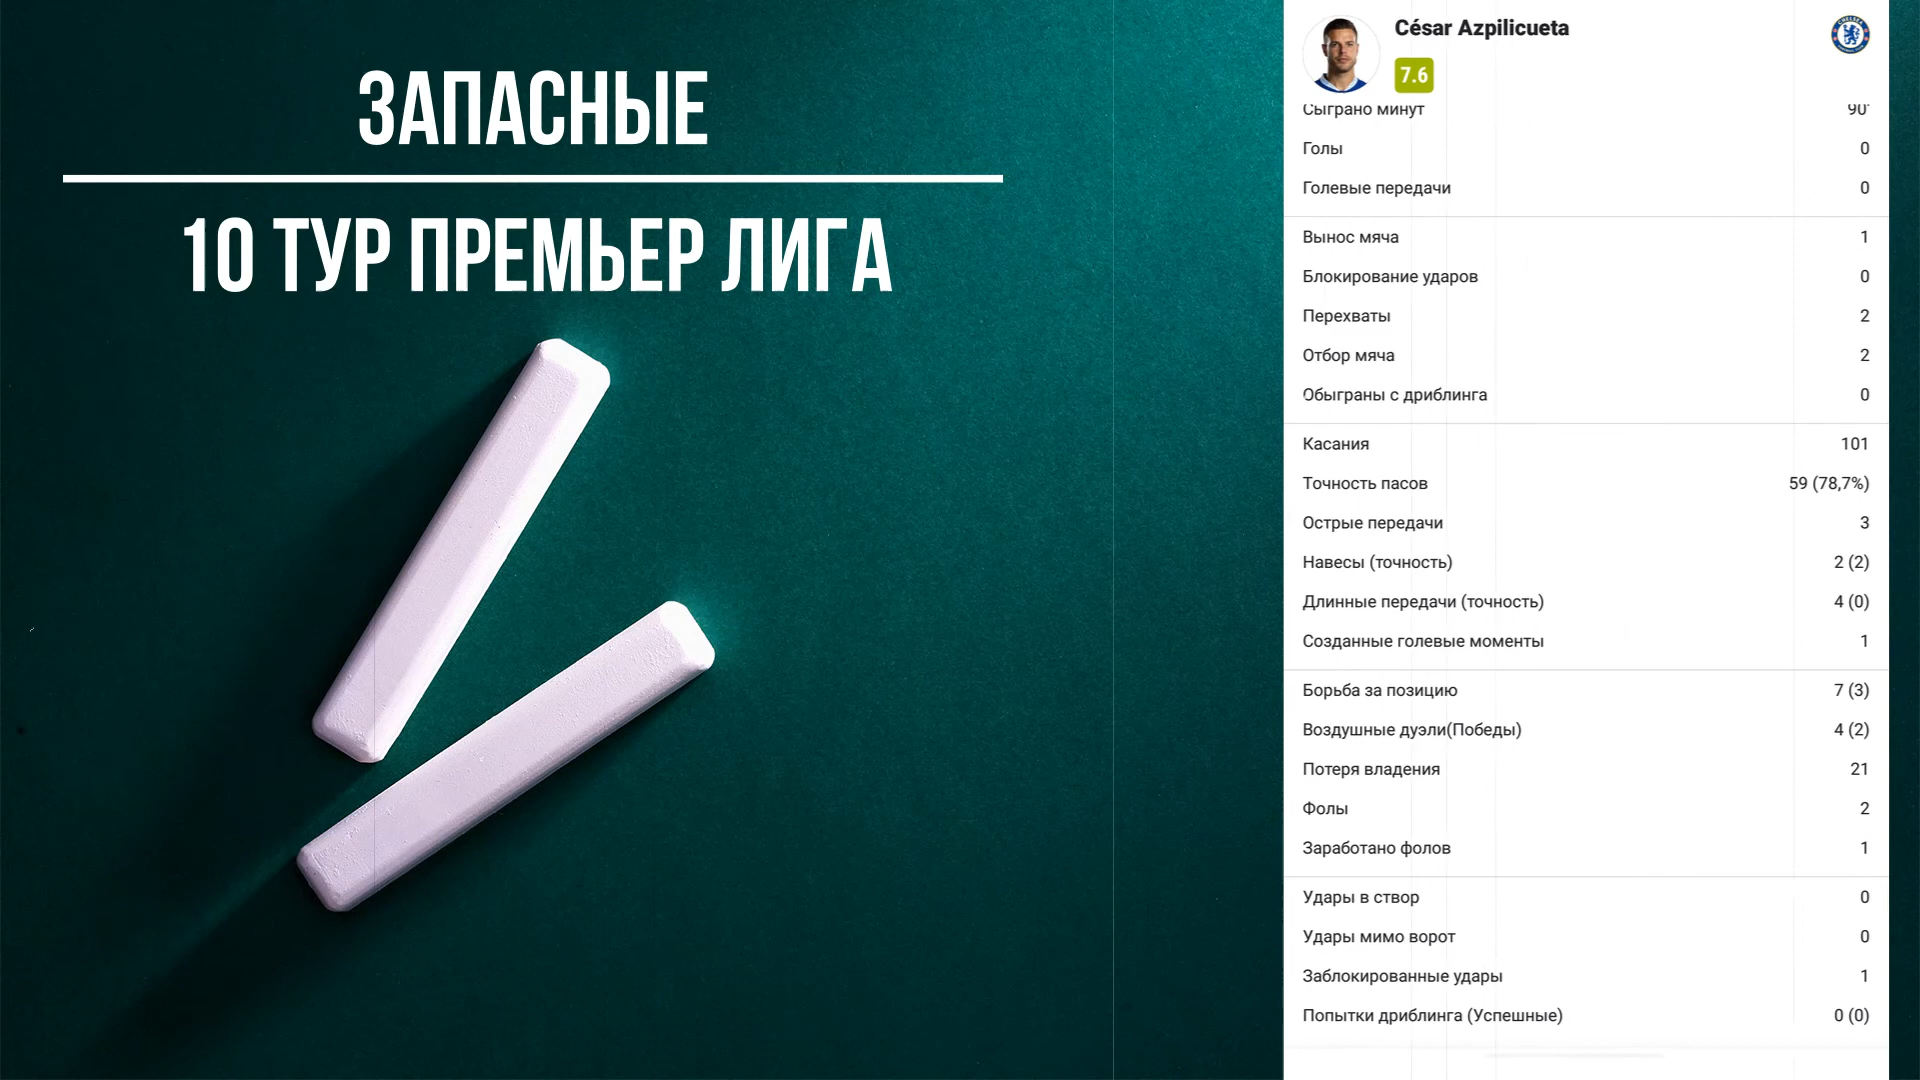 ЗАПАСНЫЕ
10 ТУР ПРЕМЬЕР ЛИГА
César Azpilicueta
7.6
Сыграно минут 90'
Голы 0
Голевые передачи 0
Вынос мяча 1
Блокирование ударов 0
Перехваты 2
Отбор мяча 2
Обыграны с дриблинга 0
Касания 101
Точность пасов 59 (78,7%)
Острые передачи 3
Навесы (точность) 2 (2)
Длинные передачи (точность) 4 (0)
Созданные голевые моменты 1
Борьба за позицию 7 (3)
Воздушные дуэли(Победы) 4 (2)
Потеря владения 21
Фолы 2
Заработано фолов 1
Удары в створ 0
Удары мимо ворот 0
Заблокированные удары 1
Попытки дриблинга (Успешные) 0 (0)